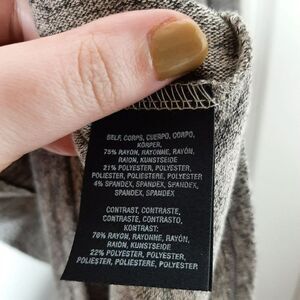 SELF, CORPS, CUERPO, CORPO,
KÖRPER,
75% RAYON, RAYONNE, RAYÓN,
RAION, KUNSTSEIDE
21% POLYESTER, POLYESTER,
POLIESTER, POLIESTERE, POLYESTER
4% SPANDEX, SPANDEX, SPANDEX,
SPANDEX, SPANDEX
CONTRAST, CONTRASTE,
CONTRASTE, CONTRASTO,
KONTRAST:
78% RAYON, RAYONNE, RAYÓN,
RAION, KUNSTSEIDE
22% POLYESTER, POLYESTER,
POLIESTER, POLIESTERE, POLYESTER